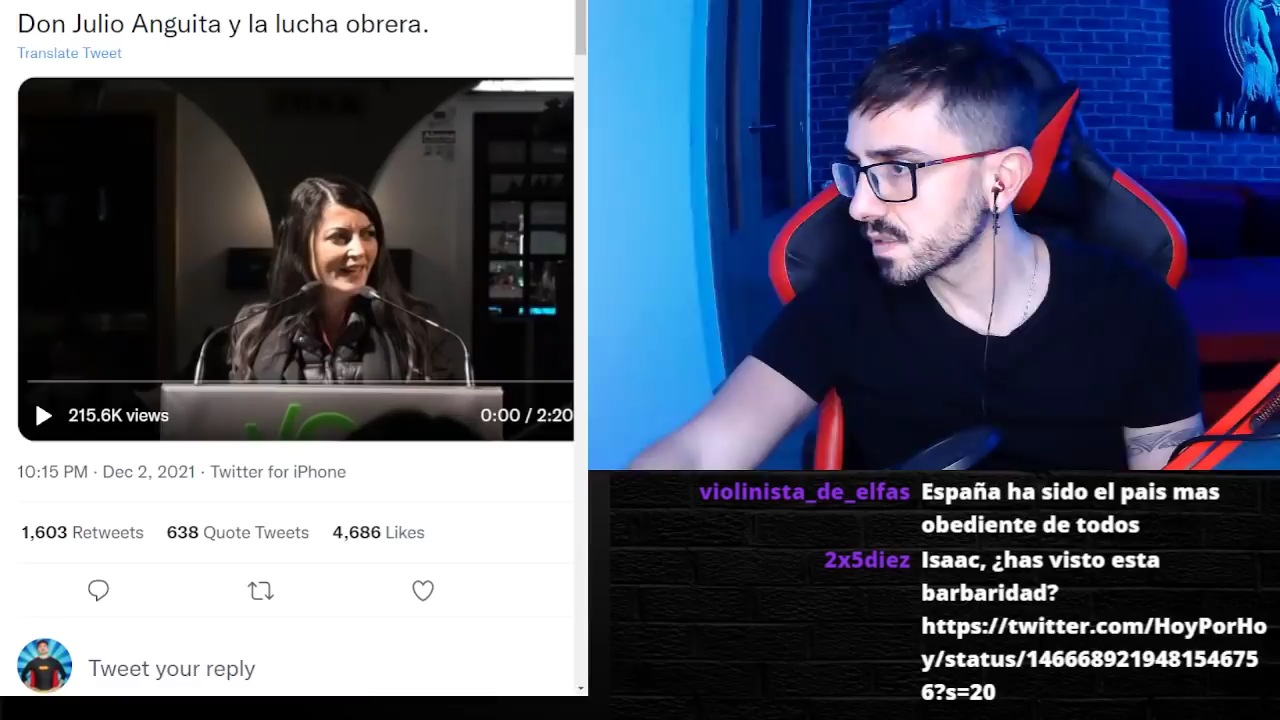 Don Julio Anguita y la lucha obrera.
Translate Tweet
215.6K views
0:00 / 2:20
10:15 PM · Dec 2, 2021 · Twitter for iPhone
1,603 Retweets 638 Quote Tweets 4,686 Likes
Tweet your reply
violinista_de_elfas España ha sido el pais mas
obediente de todos
2x5diez Isaac, ¿has visto esta
barbaridad?
https://twitter.com/HoyPorHo
y/status/146668921948154675
6?s=20